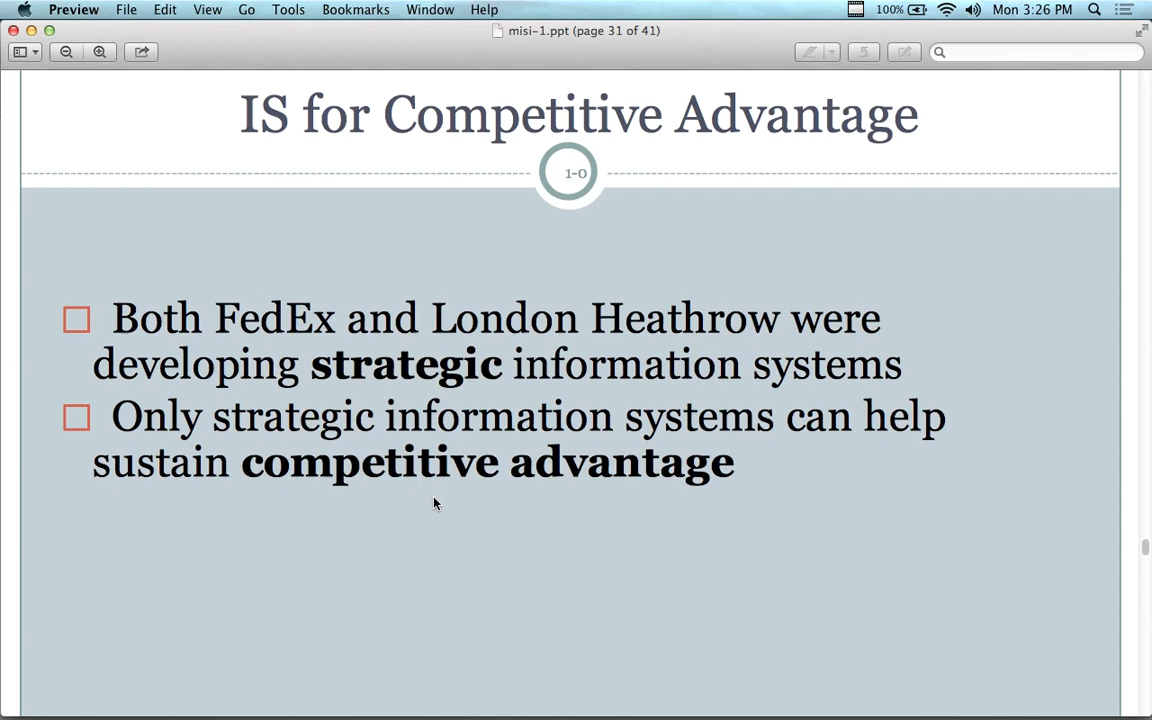 Preview File Edit View Go Tools Bookmarks Window Help 100% Mon 3:26 PM
misi-1.ppt (page 31 of 41)
IS for Competitive Advantage
1-0
Both FedEx and London Heathrow were
developing strategic information systems
Only strategic information systems can help
sustain competitive advantage